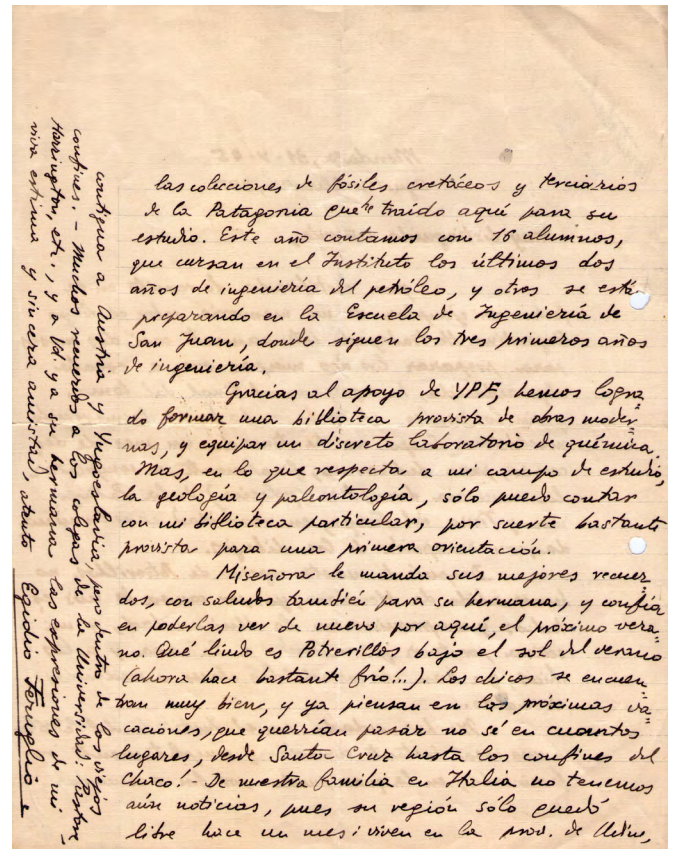 las colecciones de fósiles cretáceos y terciarios
de la Patagonia que he traído aquí para su
estudio. Este año contamos con 16 alumnos,
que cursan en el Instituto los últimos dos
años de ingeniería del petróleo, y otros se están
preparando en la Escuela de Ingeniería de
San Juan, donde siguen los tres primeros años
de ingeniería.
Gracias al apoyo de YPF, hemos logra=
do formar una biblioteca provista de obras moder=
nas, y equipar un discreto laboratorio de química.
Mas, en lo que respecta a mi campo de estudio,
la geología y paleontología, sólo puedo contar
con mi biblioteca particular, por suerte bastante
provista para una primera orientación.
Mi señora le manda sus mejores recuer=
dos, con saludos también para su hermana, y confía
en poderlas ver de nuevo por aquí, el próximo vera=
no. Qué lindo es Potrerillos bajo el sol del verano
(ahora hace bastante frío!...). Los chicos se encuen=
tran muy bien, y ya piensan en las próximas va=
caciones, que querrían pasar no sé en cuantos
lugares, desde Santa Cruz hasta los confines del
Chaco! - De nuestra familia en Italia no tenemos
aún noticias, pues su región sólo quedó
libre hace un mes: viven en la prov. de Udine,
contigua a Austria y Yugoeslavia, pero dentro de los viejos
confines. - Muchos recuerdos a los colegas de la Universidad: Pastore,
Harrington, etc., y a Vd. y a su hermana las expresiones de mi
viva estima y sincera amistad, atento Egidio Feruglio